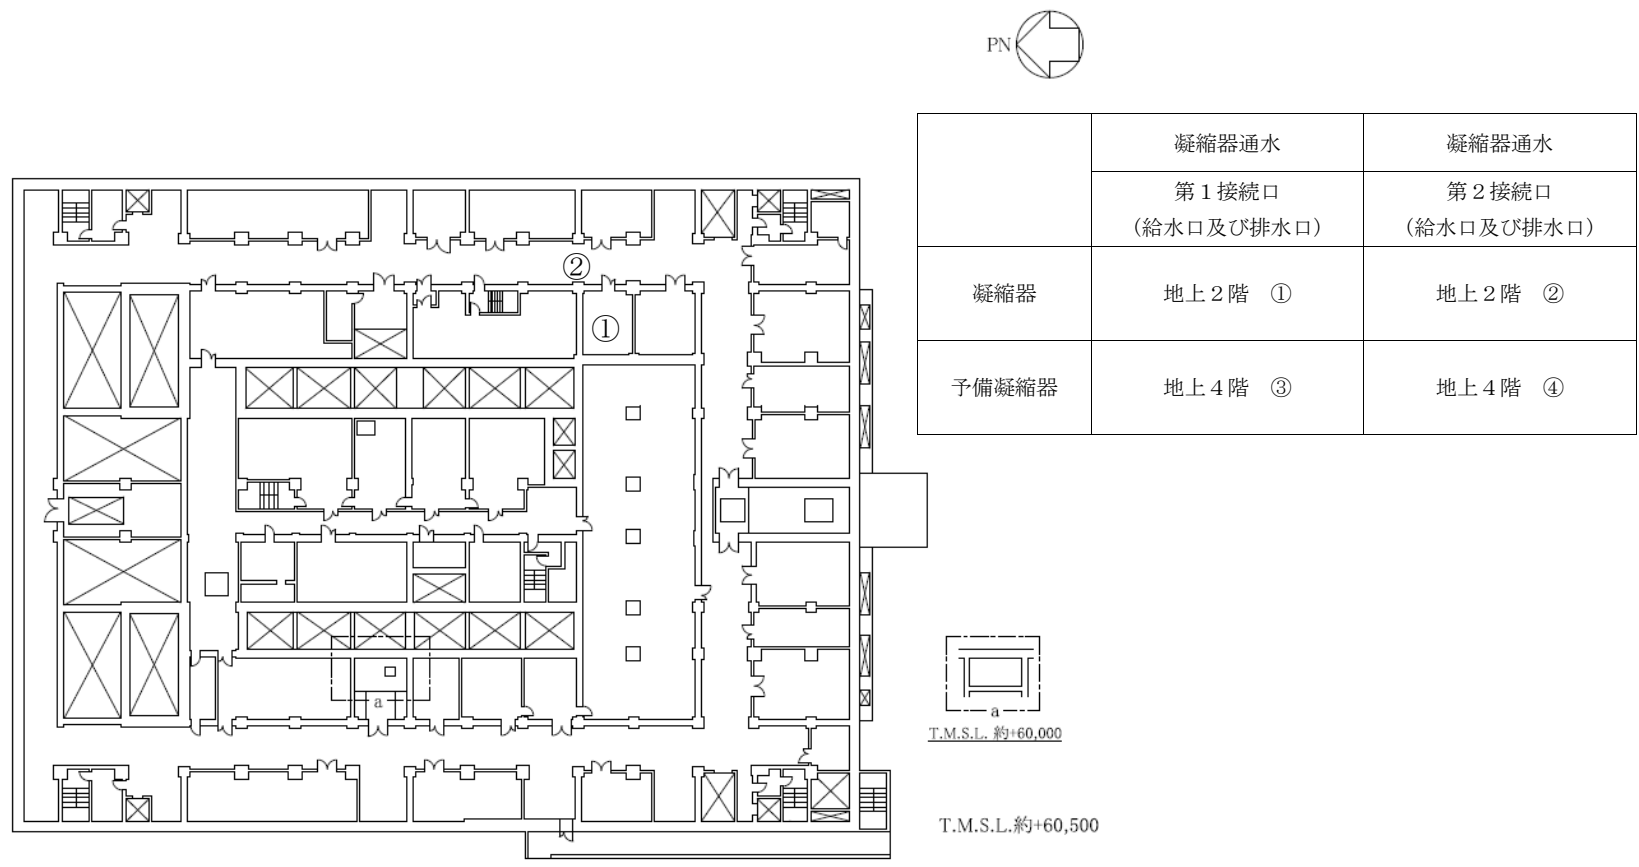 PN
凝縮器通水 凝縮器通水
第1接続口 第2接続口
(給水口及び排水口) (給水口及び排水口)
凝縮器 地上2階 ① 地上2階 ②
予備凝縮器 地上4階 ③ 地上4階 ④
②
①
a
a
T.M.S.L. 約+60,000
T.M.S.L.約+60,500